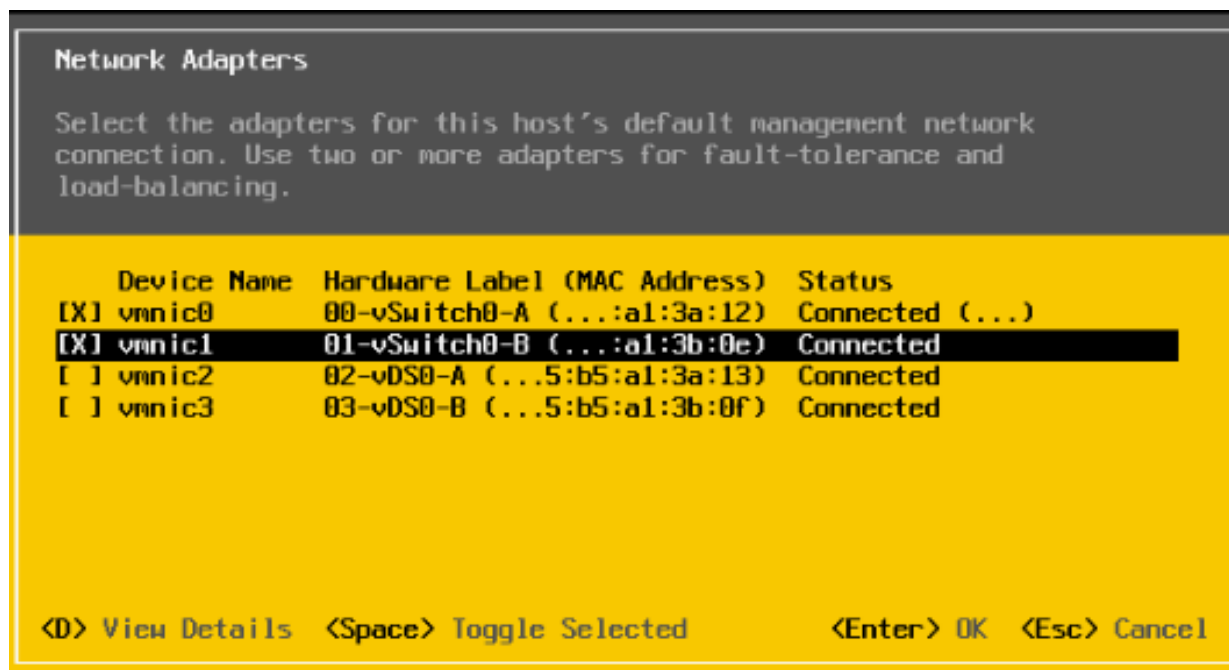 Network Adapters
Select the adapters for this host's default management network
connection. Use two or more adapters for fault-tolerance and
load-balancing.
Device Name Hardware Label (MAC Address) Status
[X] vmnic0 00-vSwitch0-A (...:a1:3a:12) Connected (...)
[X] vmnic1 01-vSwitch0-B (...:a1:3b:0e) Connected
[ ] vmnic2 02-vDS0-A (...5:b5:a1:3a:13) Connected
[ ] vmnic3 03-vDS0-B (...5:b5:a1:3b:0f) Connected
<D> View Details <Space> Toggle Selected <Enter> OK <Esc> Cancel